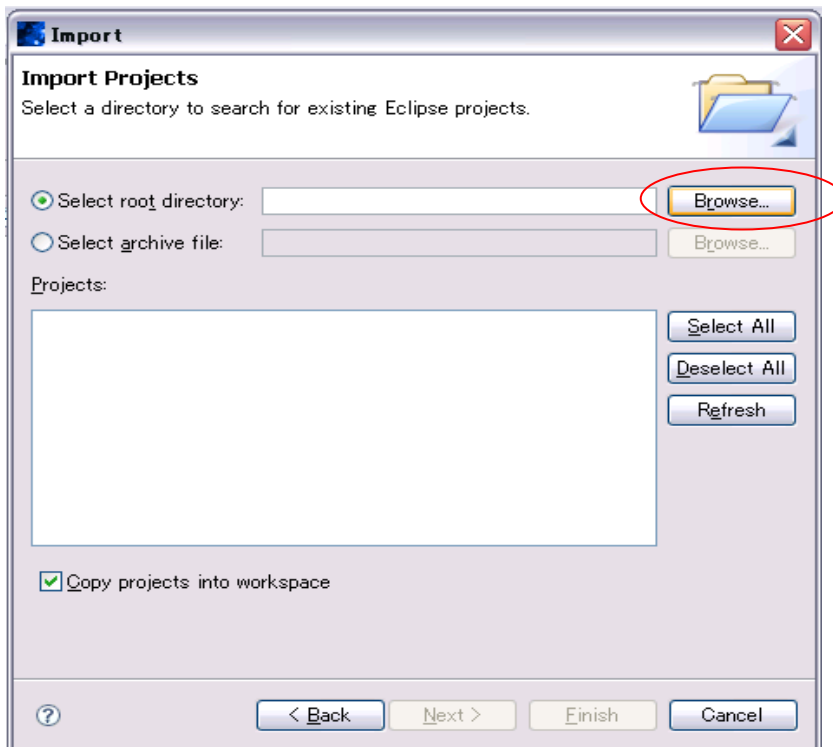 Import
Import Projects
Select a directory to search for existing Eclipse projects.
Select root directory: Browse...
Select archive file: Browse...
Projects:
Select All
Deselect All
Refresh
Copy projects into workspace
? < Back Next > Finish Cancel